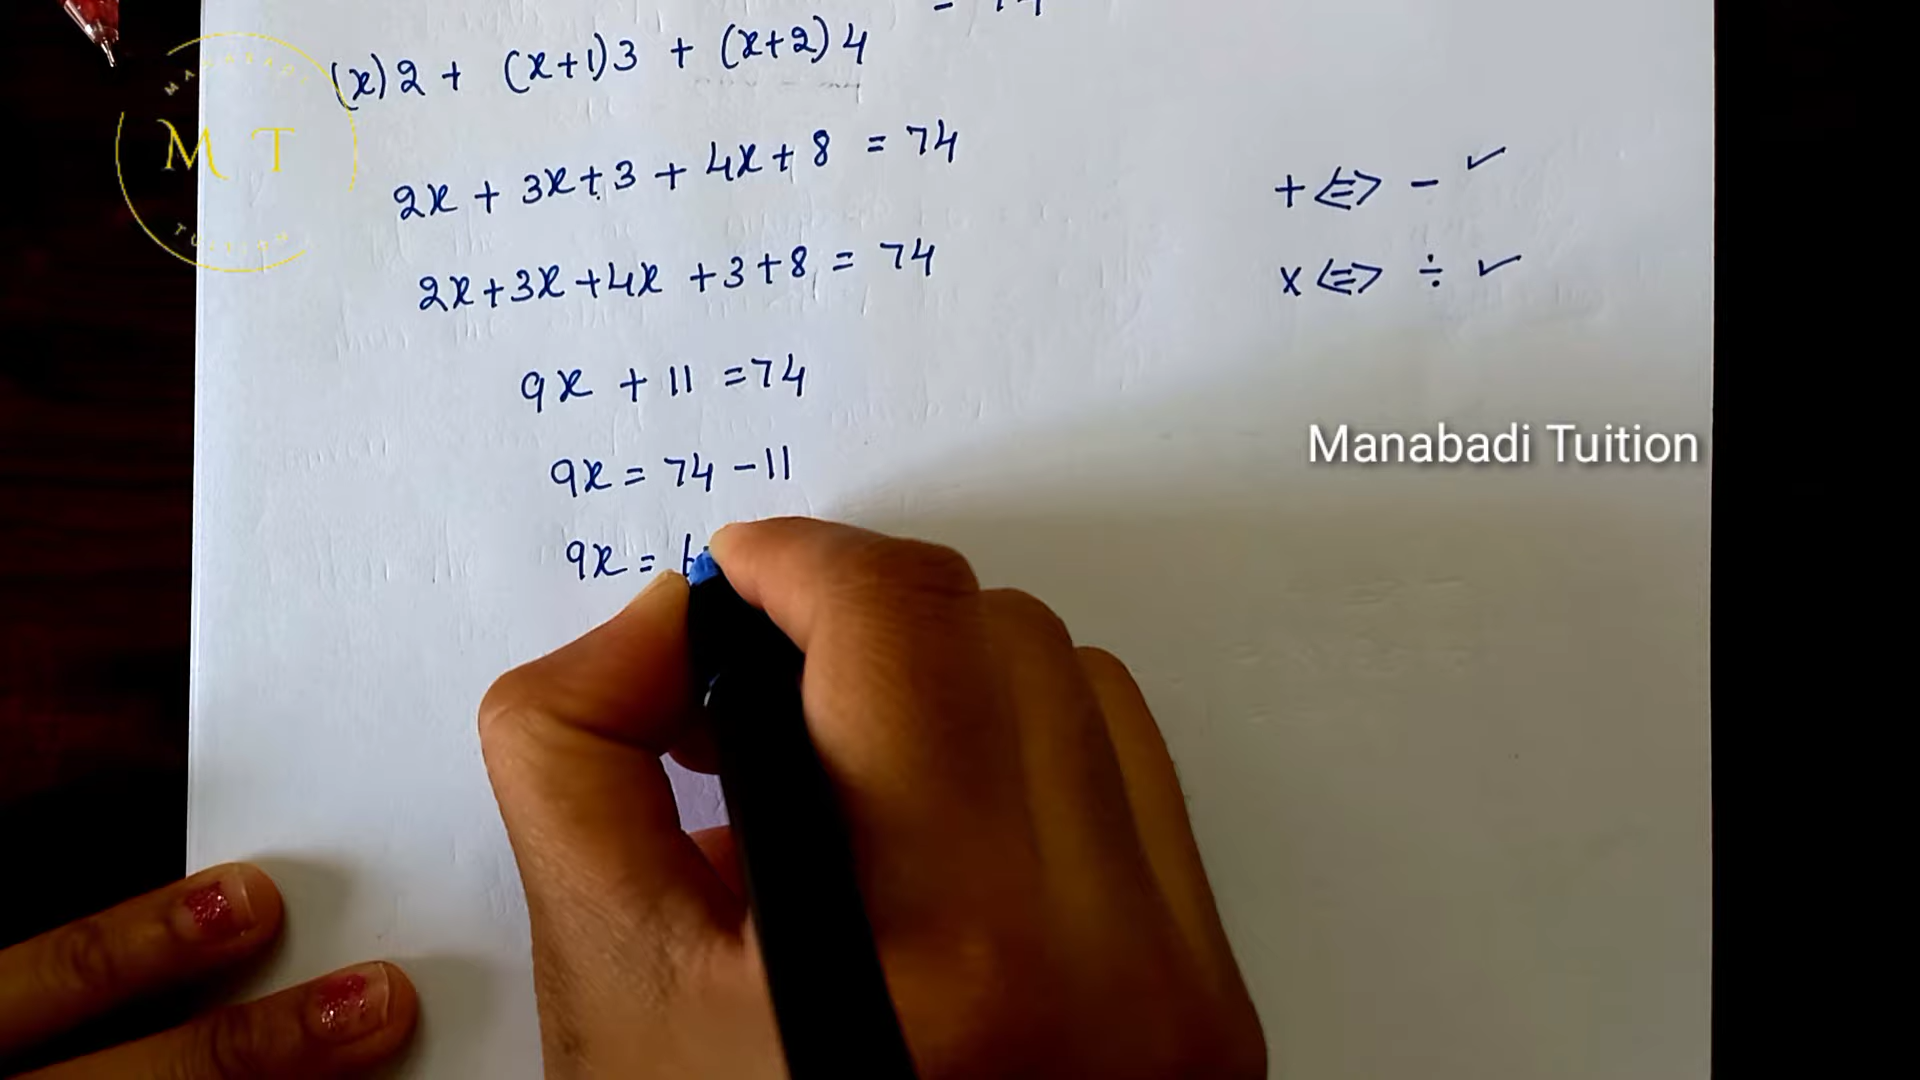 (x)2 + (x+1)3 + (x+2)4
2x + 3x+3 + 4x+8 = 74
2x+3x+4x +3+8 = 74
9x + 11 =74
9x = 74 -11
9x =
+ <=> - ✓
x <=> ÷ ✓
Manabadi Tuition
M T